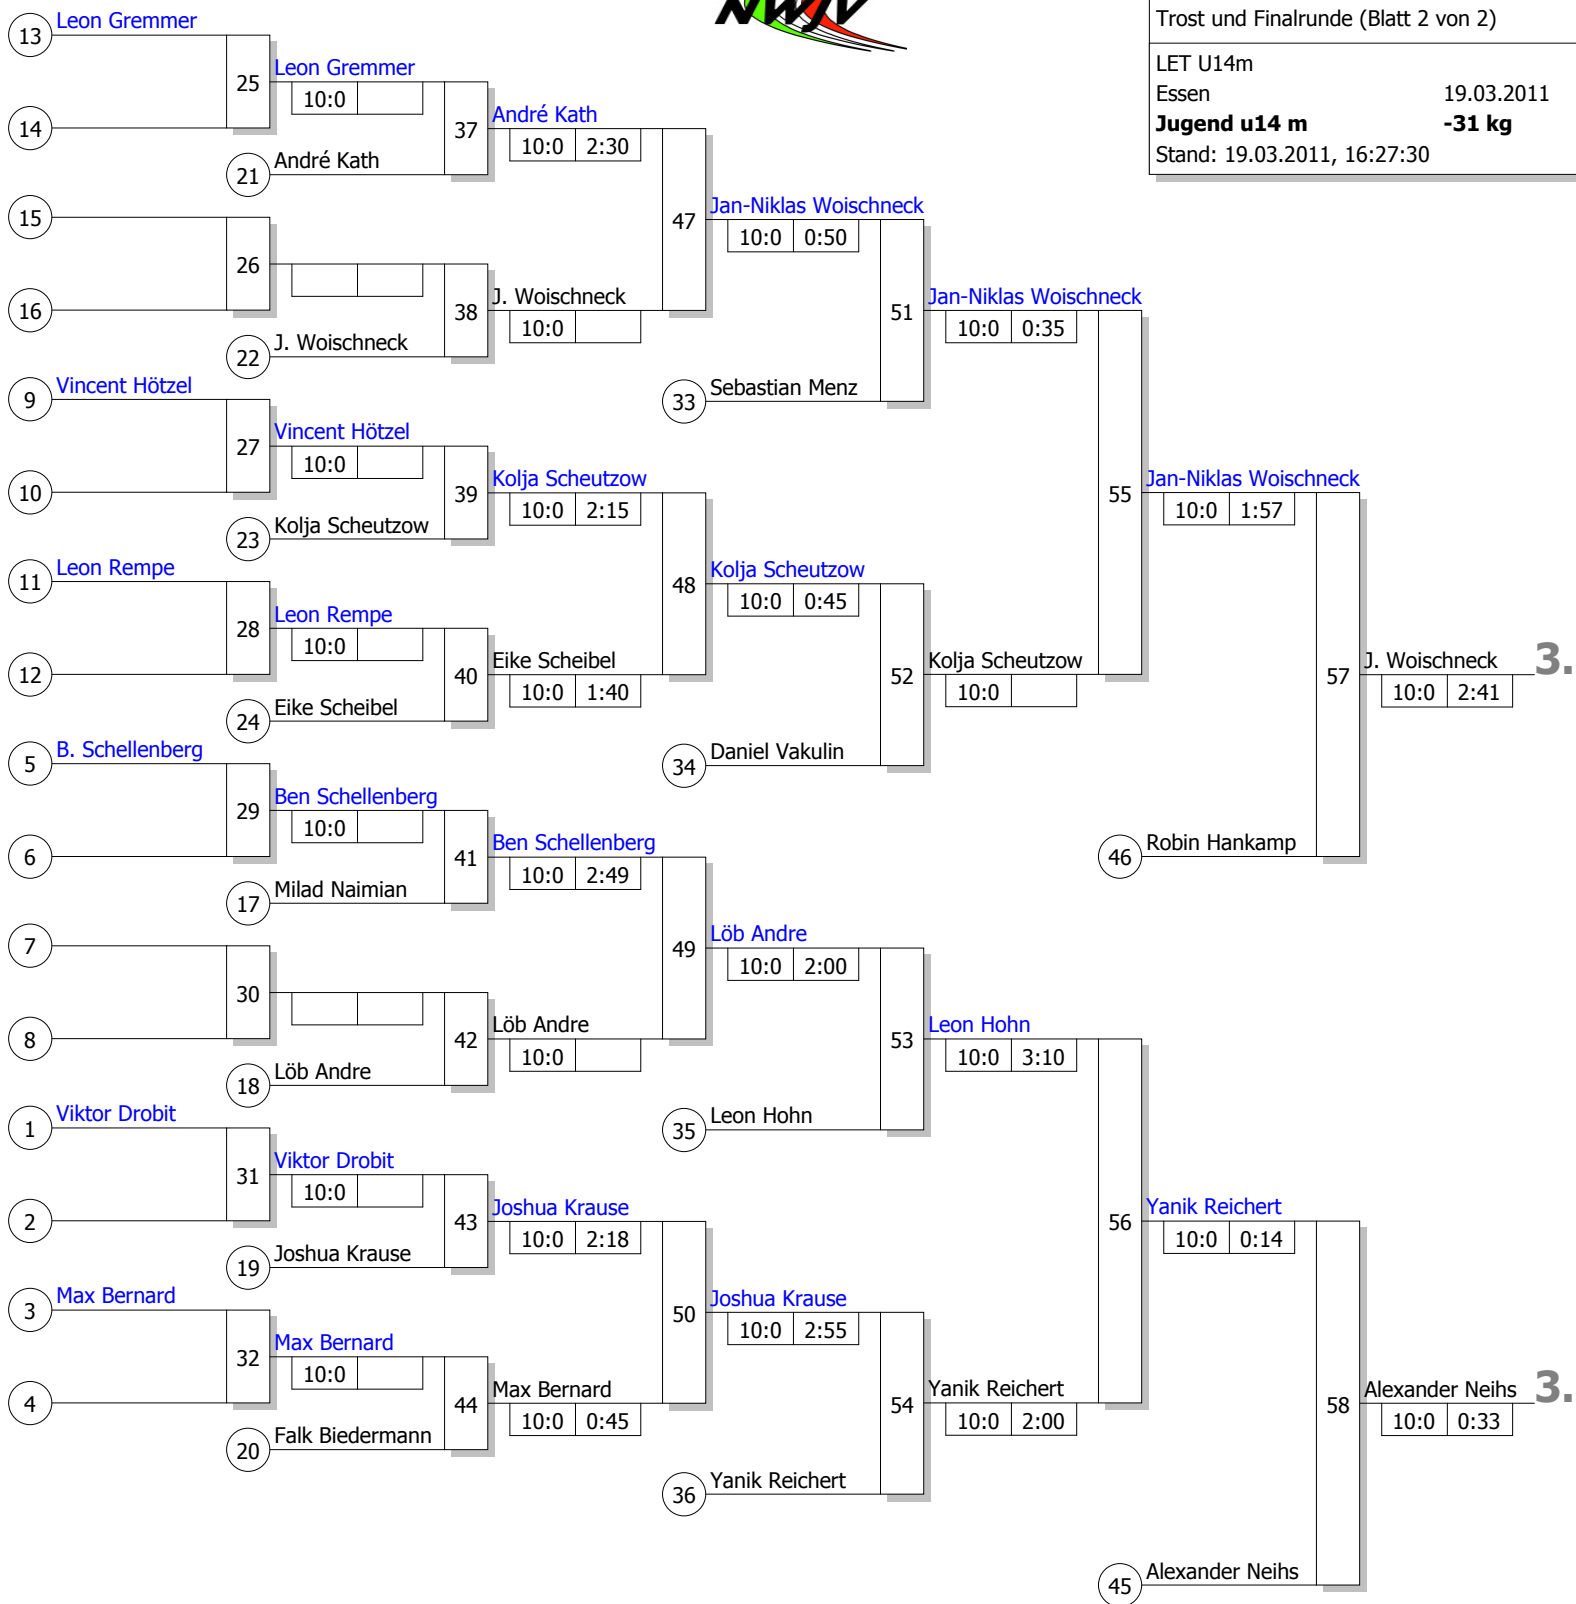 NWJV
Trost und Finalrunde (Blatt 2 von 2)
LET U14m
Essen 19.03.2011
Jugend u14 m -31 kg
Stand: 19.03.2011, 16:27:30
13 Leon Gremmer
25 Leon Gremmer
10:0
14
37 André Kath
10:0 2:30
21 André Kath
15
47 Jan-Niklas Woischneck
10:0 0:50
26
16
38 J. Woischneck
10:0
22 J. Woischneck
51 Jan-Niklas Woischneck
10:0 0:35
33 Sebastian Menz
9 Vincent Hötzel
27 Vincent Hötzel
10:0
10
39 Kolja Scheutzow
10:0 2:15
23 Kolja Scheutzow
55 Jan-Niklas Woischneck
10:0 1:57
11 Leon Rempe
48 Kolja Scheutzow
10:0 0:45
28 Leon Rempe
10:0
12
40 Eike Scheibel
10:0 1:40
24 Eike Scheibel
52 Kolja Scheutzow
10:0
57 J. Woischneck 3.
10:0 2:41
34 Daniel Vakulin
5 B. Schellenberg
29 Ben Schellenberg
10:0
6
41 Ben Schellenberg
10:0 2:49
46 Robin Hankamp
17 Milad Naimian
7
49 Löb Andre
10:0 2:00
30
8
42 Löb Andre
10:0
18 Löb Andre
53 Leon Hohn
10:0 3:10
35 Leon Hohn
1 Viktor Drobit
31 Viktor Drobit
10:0
2
43 Joshua Krause
10:0 2:18
19 Joshua Krause
56 Yanik Reichert
10:0 0:14
3 Max Bernard
50 Joshua Krause
10:0 2:55
32 Max Bernard
10:0
4
44 Max Bernard
10:0 0:45
20 Falk Biedermann
54 Yanik Reichert
10:0 2:00
58 Alexander Neihs 3.
10:0 0:33
36 Yanik Reichert
45 Alexander Neihs